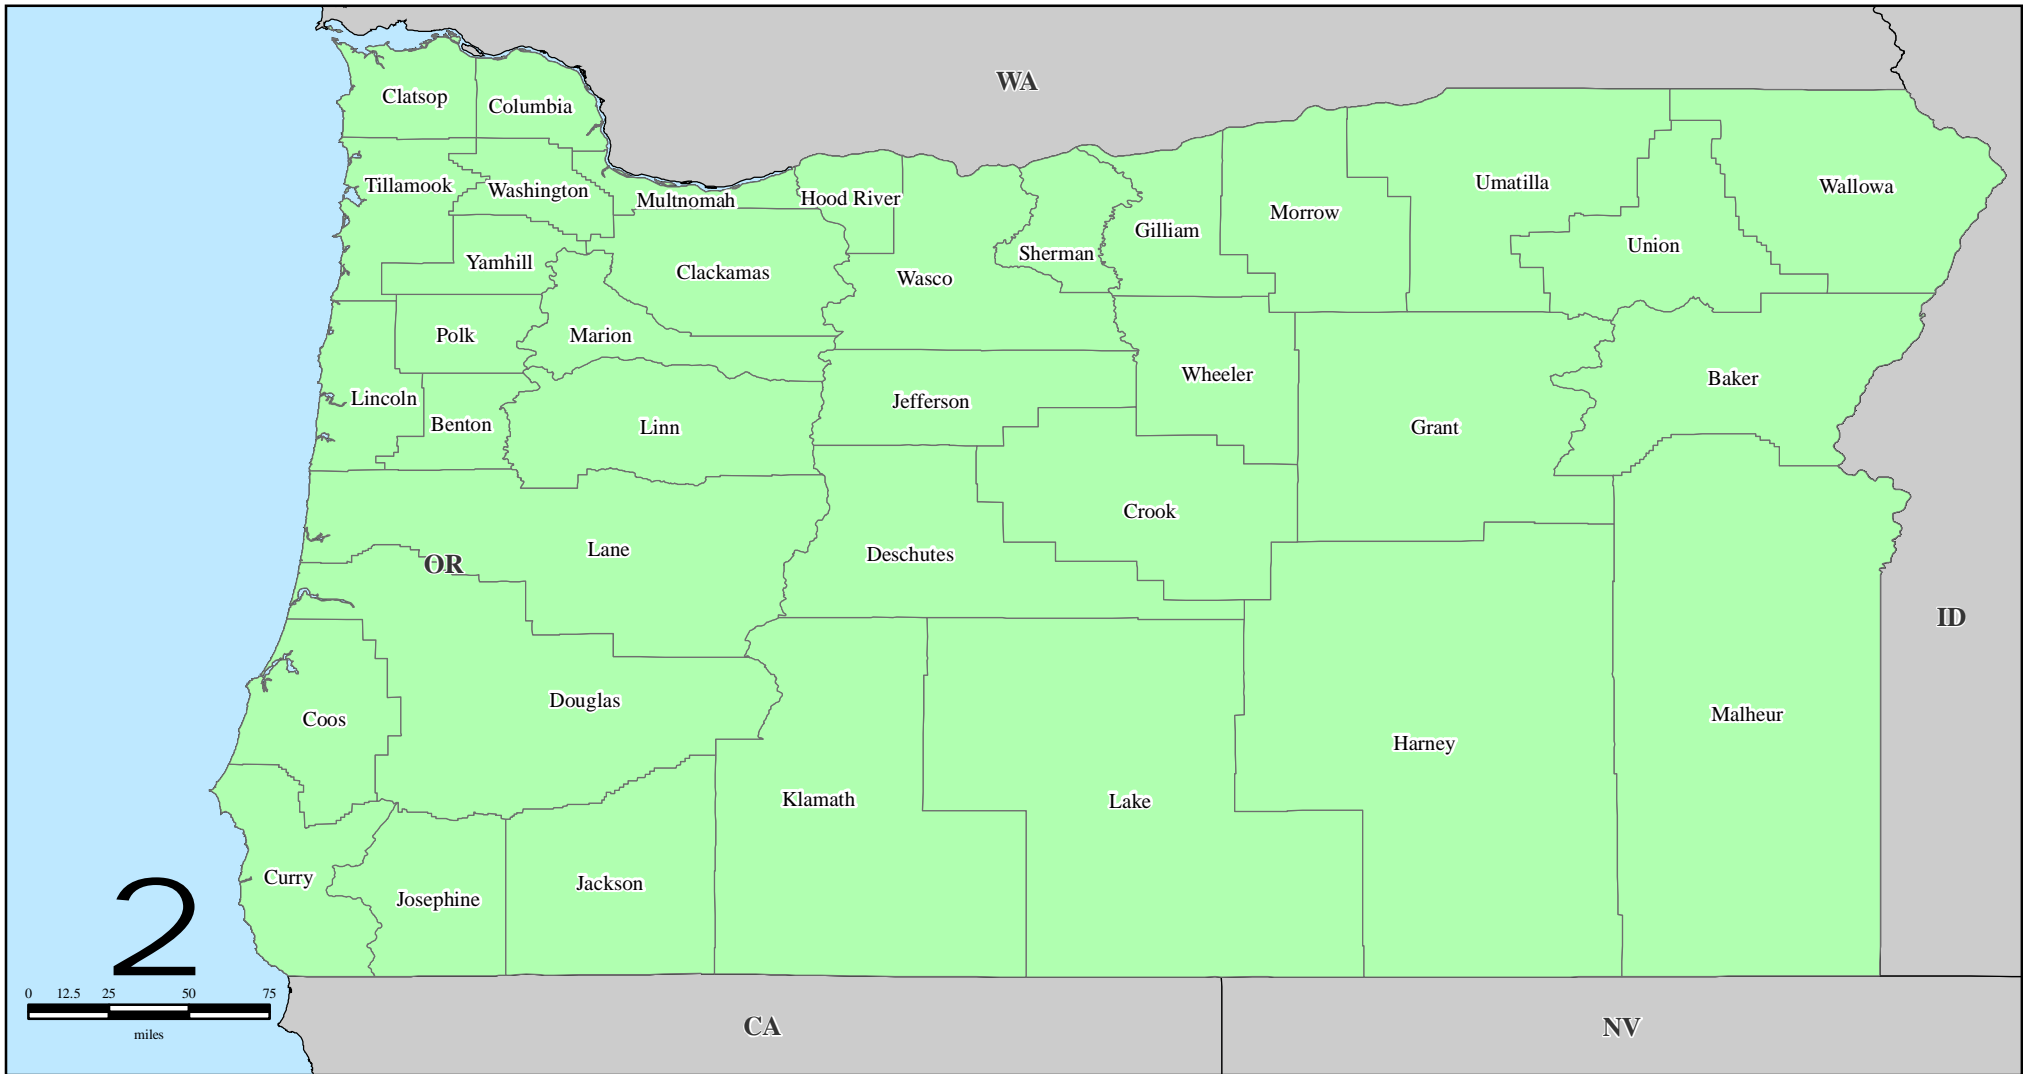 WA
Clatsop
Columbia
Tillamook
Washington
Multnomah
Hood River
Umatilla
Wallowa
Morrow
Gilliam
Sherman
Union
Yamhill
Clackamas
Wasco
Polk
Marion
Wheeler
Baker
Lincoln
Jefferson
Benton
Linn
Grant
Crook
Lane
Deschutes
OR
ID
Douglas
Coos
Malheur
Harney
Klamath
Lake
Curry
Jackson
Josephine
2
0 12.5 25 50 75
miles
CA
NV